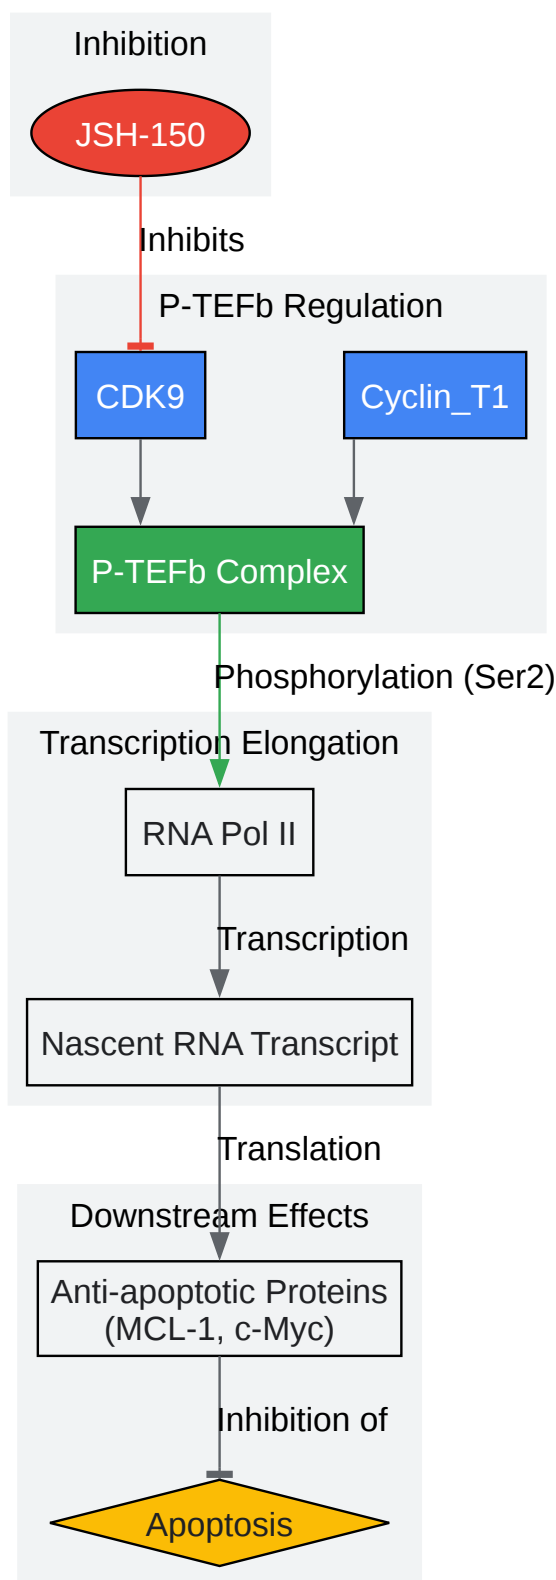 Inhibition
JSH-150
Inhibits
P-TEFb Regulation
CDK9
Cyclin_T1
P-TEFb Complex
Phosphorylation (Ser2)
Transcription Elongation
RNA Pol II
Transcription
Nascent RNA Transcript
Translation
Downstream Effects
Anti-apoptotic Proteins
(MCL-1, c-Myc)
Inhibition of
Apoptosis